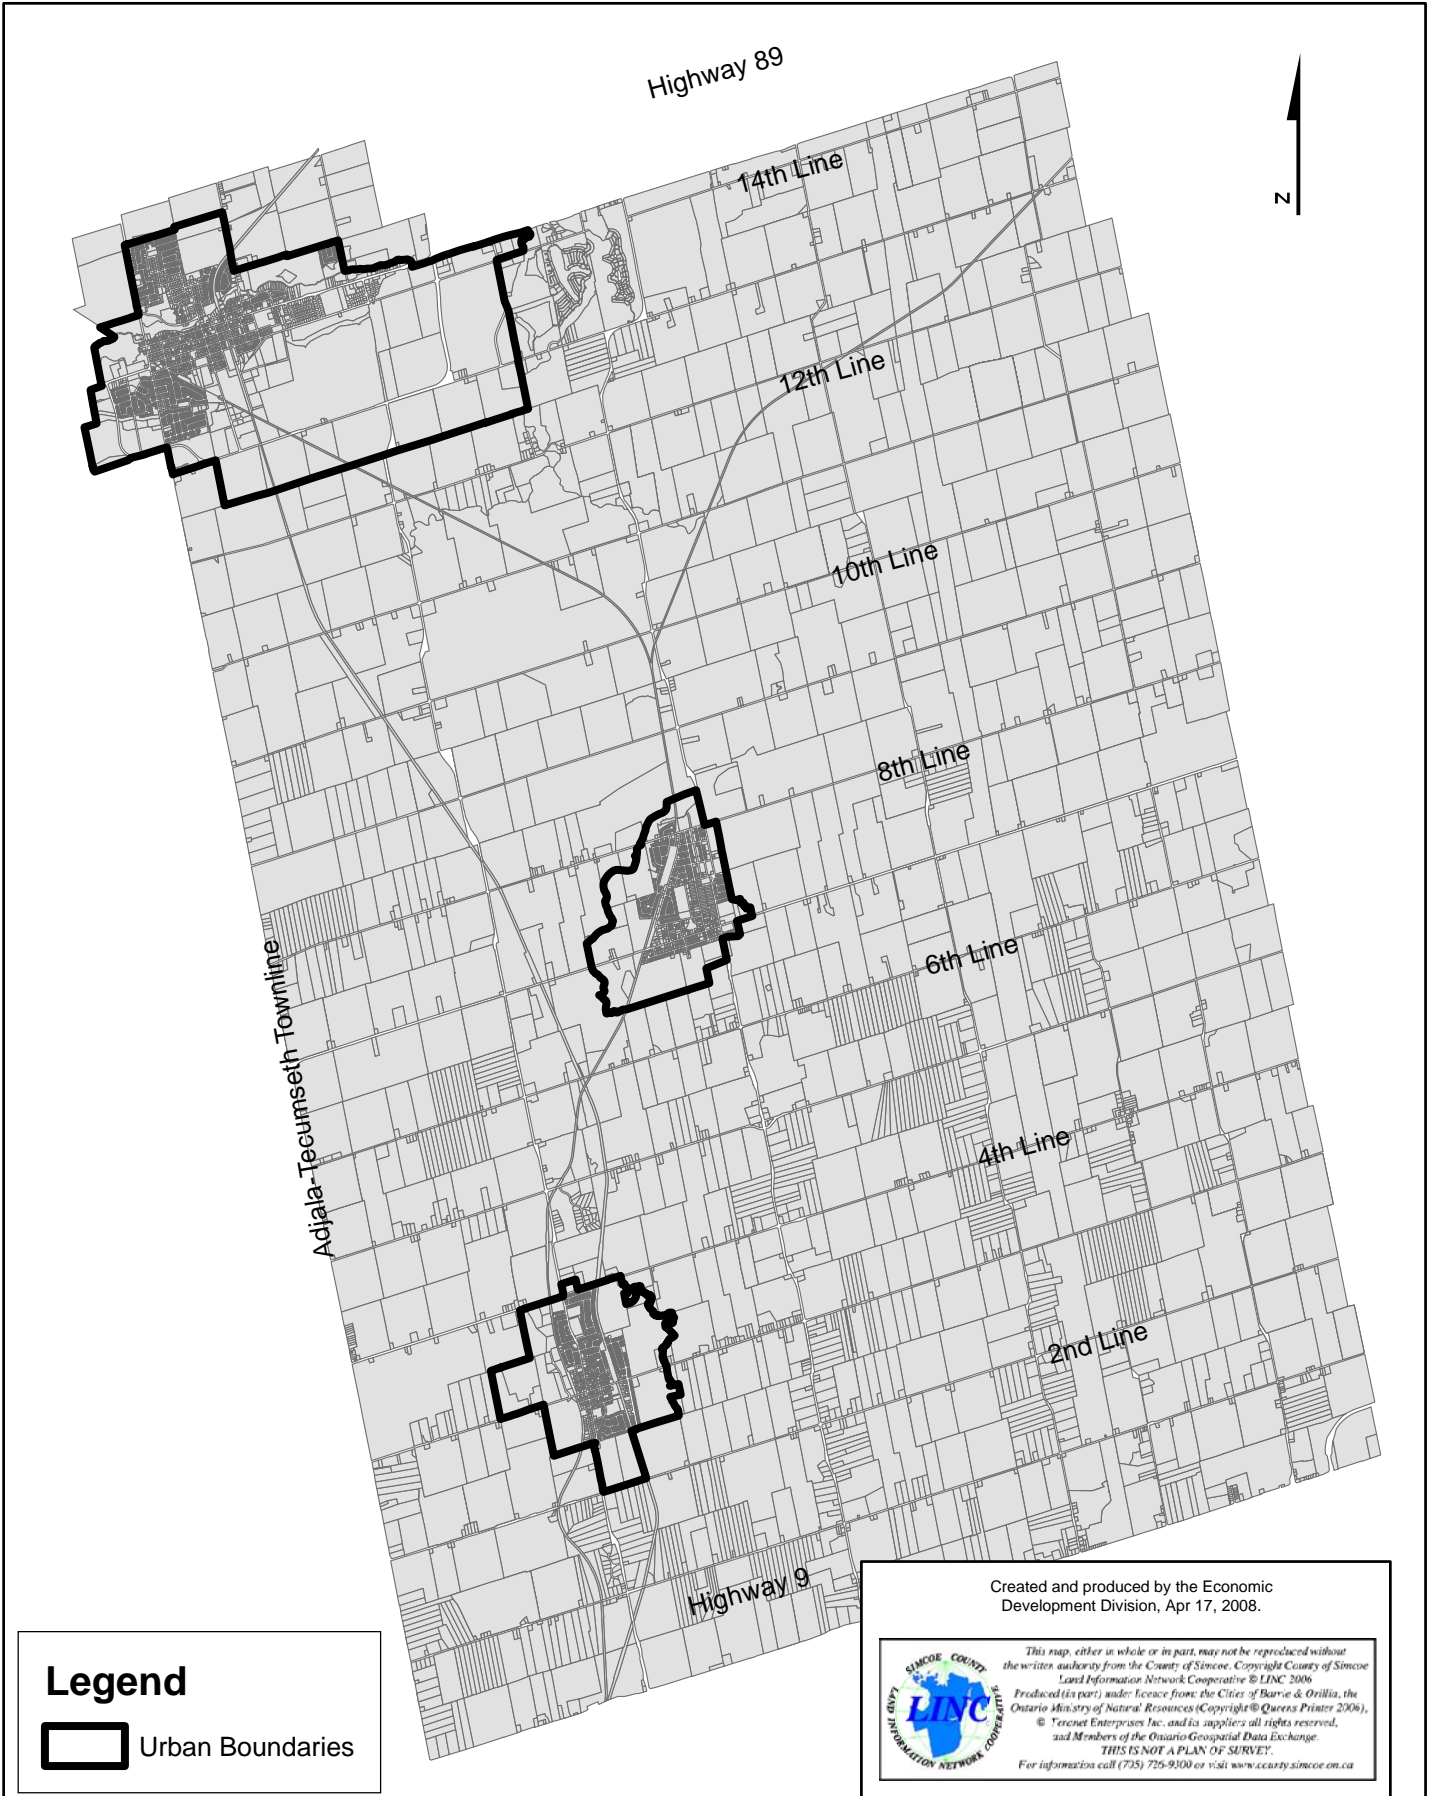 Highway 89
14th Line
N
12th Line
10th Line
8th Line
6th Line
Adjala-Tecumseth Townline
4th Line
2nd Line
Highway 9
Legend
Urban Boundaries
Created and produced by the Economic
Development Division, Apr 17, 2008.
SIMCOE COUNTY
LAND INFORMATION NETWORK COOPERATIVE
LINC
This map, either in whole or in part, may not be reproduced without
the written authority from the County of Simcoe. Copyright County of Simcoe
Land Information Network Cooperative © LINC 2006
Produced (in part) under licence from: the Cities of Barrie & Orillia, the
Ontario Ministry of Natural Resources (Copyright © Queens Printer 2006),
© Teranet Enterprises Inc. and its suppliers all rights reserved,
and Members of the Ontario Geospatial Data Exchange.
THIS IS NOT A PLAN OF SURVEY.
For information call (705) 726-9300 or visit www.county.simcoe.on.ca